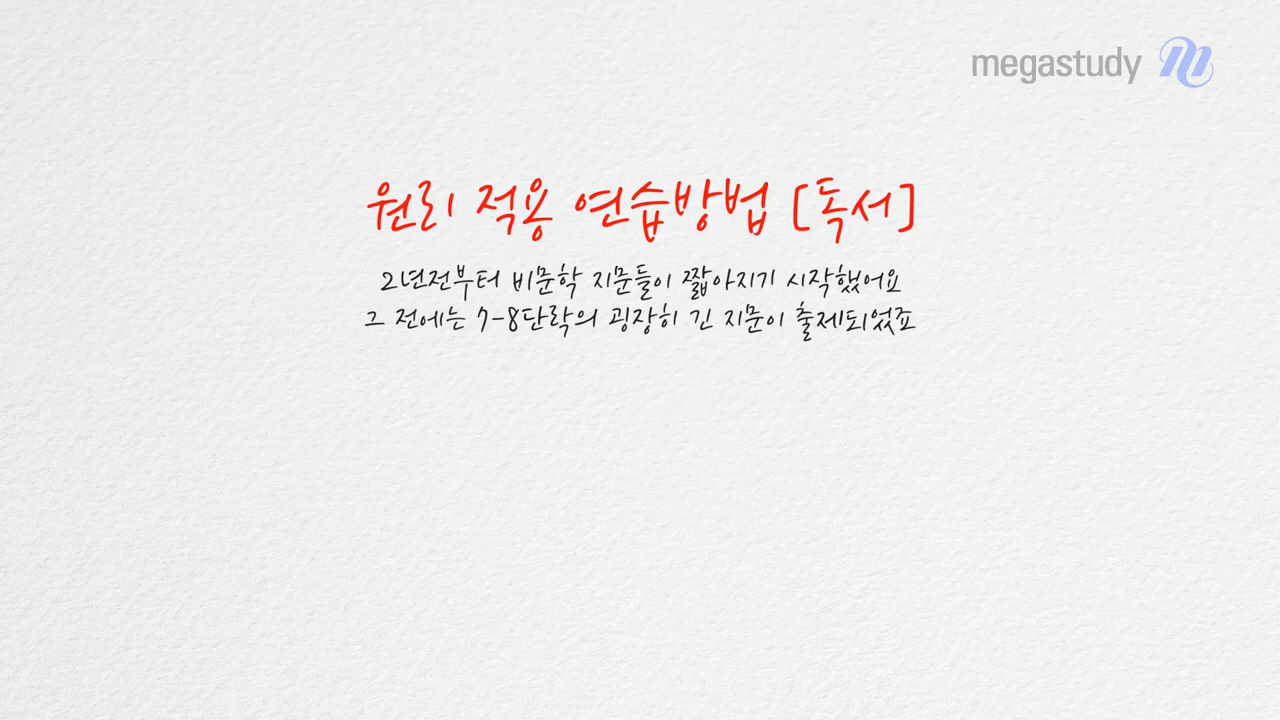 megastudy
원리 적용 연습방법 [독서]
2년전부터 비문학 지문들이 짧아지기 시작했어요
그 전에는 7-8단락의 굉장히 긴 지문이 출제되었죠